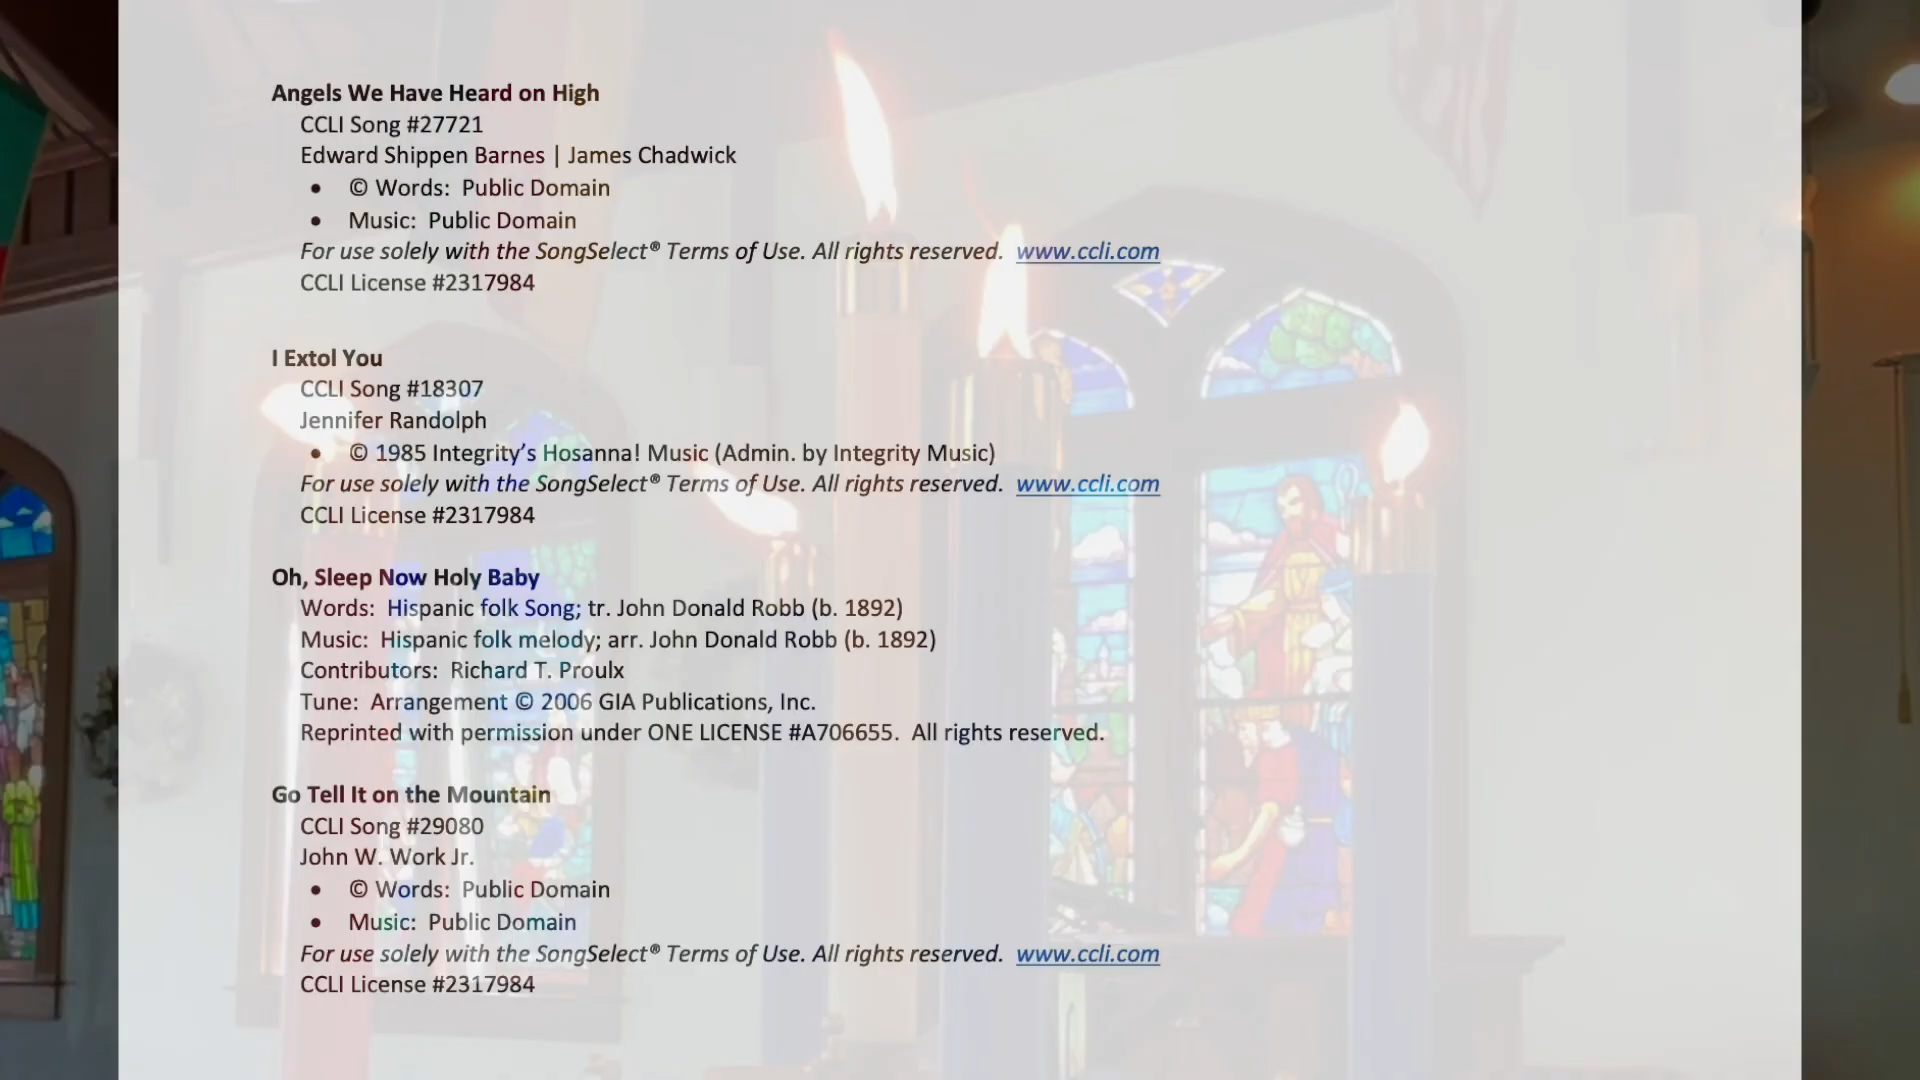 Angels We Have Heard on High
CCLI Song #27721
Edward Shippen Barnes | James Chadwick
• © Words: Public Domain
• Music: Public Domain
For use solely with the SongSelect® Terms of Use. All rights reserved. www.ccli.com
CCLI License #2317984
I Extol You
CCLI Song #18307
Jennifer Randolph
• © 1985 Integrity's Hosanna! Music (Admin. by Integrity Music)
For use solely with the SongSelect® Terms of Use. All rights reserved. www.ccli.com
CCLI License #2317984
Oh, Sleep Now Holy Baby
Words: Hispanic folk Song; tr. John Donald Robb (b. 1892)
Music: Hispanic folk melody; arr. John Donald Robb (b. 1892)
Contributors: Richard T. Proulx
Tune: Arrangement © 2006 GIA Publications, Inc.
Reprinted with permission under ONE LICENSE #A706655. All rights reserved.
Go Tell It on the Mountain
CCLI Song #29080
John W. Work Jr.
• © Words: Public Domain
• Music: Public Domain
For use solely with the SongSelect® Terms of Use. All rights reserved. www.ccli.com
CCLI License #2317984